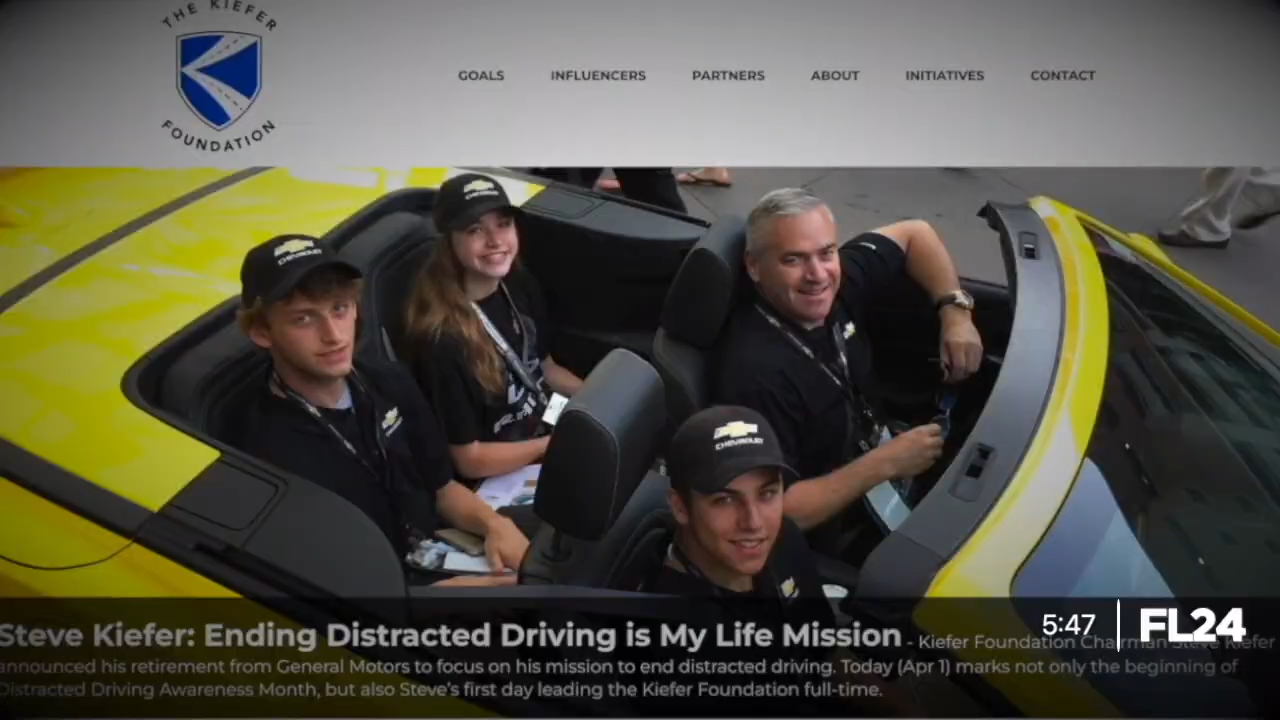 THE KIEFER
FOUNDATION
GOALS INFLUENCERS PARTNERS ABOUT INITIATIVES CONTACT
CHEVROLET
CHEVROLET
CHEVROLET
5:47 FL24
Steve Kiefer: Ending Distracted Driving is My Life Mission - Kiefer Foundation Chairman Steve Kiefer
announced his retirement from General Motors to focus on his mission to end distracted driving. Today (Apr 1) marks not only the beginning of
Distracted Driving Awareness Month, but also Steve's first day leading the Kiefer Foundation full-time.